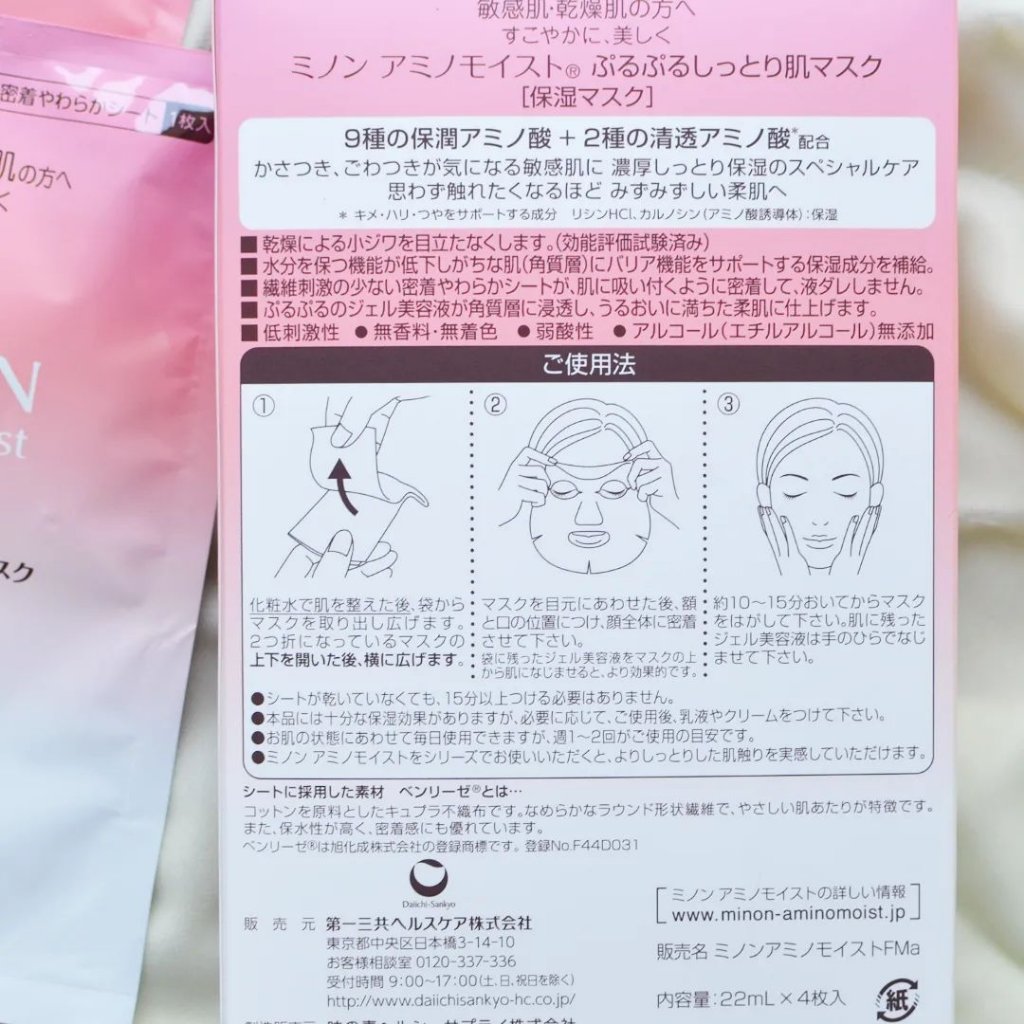 密着やわらかシート 1枚入
肌の方へ
く
N
st
スク
敏感肌・乾燥肌の方へ
すこやかに、美しく
ミノン アミノモイスト® ぷるぷるしっとり肌マスク
[保湿マスク]
9種の保潤アミノ酸 + 2種の清透アミノ酸*配合
かさつき、ごわつきが気になる敏感肌に 濃厚しっとり保湿のスペシャルケア
思わず触れたくなるほど みずみずしい柔肌へ
* キメ・ハリ・つやをサポートする成分 リシンHCl、カルノシン(アミノ酸誘導体):保湿
■ 乾燥による小ジワを目立たなくします。(効能評価試験済み)
■ 水分を保つ機能が低下しがちな肌(角質層)にバリア機能をサポートする保湿成分を補給。
■ 繊維刺激の少ない密着やわらかシートが、肌に吸い付くように密着して、液ダレしません。
■ ぷるぷるのジェル美容液が角質層に浸透し、うるおいに満ちた柔肌に仕上げます。
■ 低刺激性 ● 無香料・無着色 ● 弱酸性 ● アルコール(エチルアルコール)無添加
ご使用法
①
化粧水で肌を整えた後、袋から
マスクを取り出し広げます。
2つ折になっているマスクの
上下を開いた後、横に広げます。
②
マスクを目元にあわせた後、額
と口の位置につけ、顔全体に密着
させて下さい。
袋に残ったジェル美容液をマスクの上
から肌になじませると、より効果的です。
③
約10〜15分おいてからマスク
をはがして下さい。肌に残った
ジェル美容液は手のひらでなじ
ませて下さい。
●シートが乾いていなくても、15分以上つける必要はありません。
●本品には十分な保湿効果がありますが、必要に応じて、ご使用後、乳液やクリームをつけて下さい。
●お肌の状態にあわせて毎日使用できますが、週1〜2回がご使用の目安です。
●ミノン アミノモイストをシリーズでお使いいただくと、よりしっとりした肌触りを実感していただけます。
シートに採用した素材 ベンリーゼ®とは…
コットンを原料としたキュプラ不織布です。なめらかなラウンド形状繊維で、やさしい肌あたりが特徴です。
また、保水性が高く、密着感にも優れています。
ベンリーゼ®は旭化成株式会社の登録商標です。登録No.F44D031
Daiichi-Sankyo
販売元 第一三共ヘルスケア株式会社
東京都中央区日本橋3-14-10
お客様相談室 0120-337-336
受付時間 9:00〜17:00(土、日、祝日を除く)
http://www.daiichisankyo-hc.co.jp/
ミノン アミノモイストの詳しい情報
www.minon-aminomoist.jp
販売名 ミノンアミノモイストFMa
内容量:22mL × 4枚入
紙